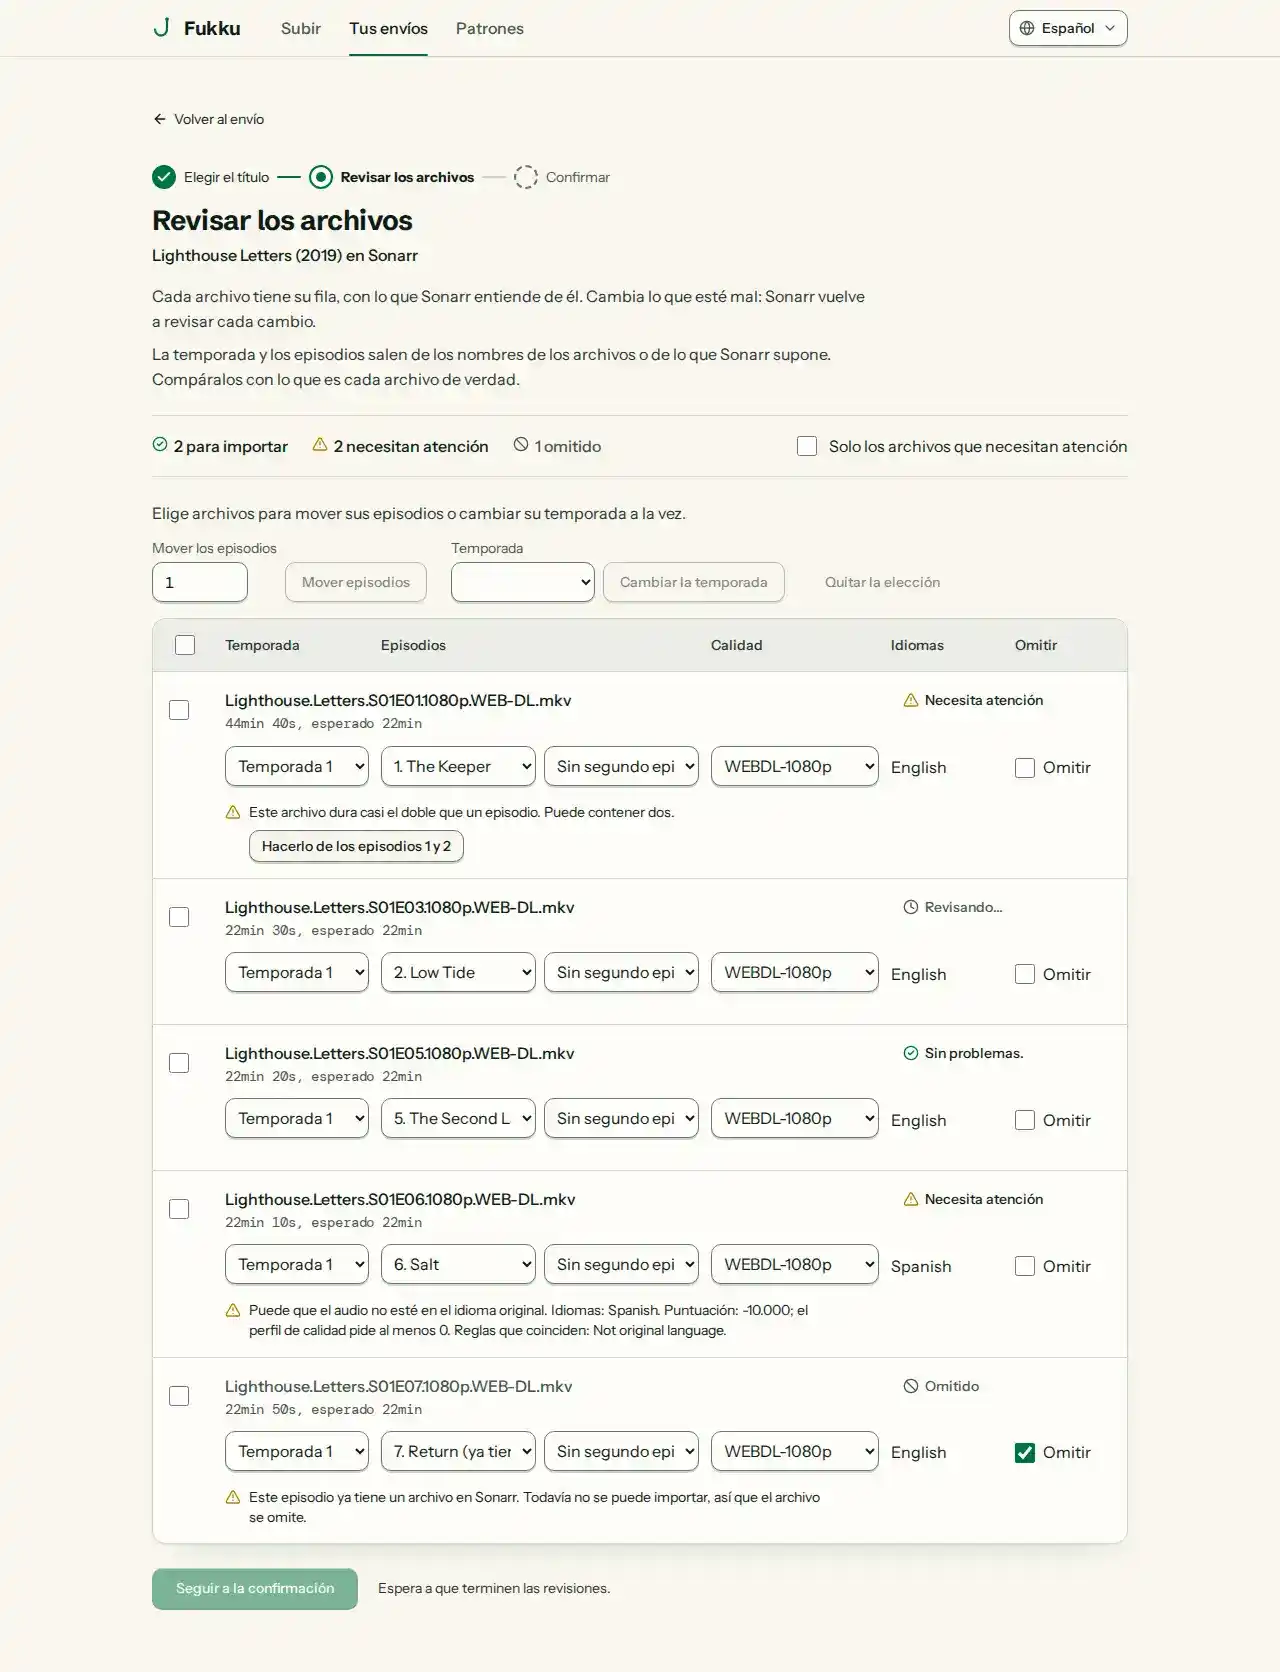 Fukku
Subir
Tus envíos
Patrones
Español
Volver al envío
Elegir el título
Revisar los archivos
Confirmar
Revisar los archivos
Lighthouse Letters (2019) en Sonarr
Cada archivo tiene su fila, con lo que Sonarr entiende de él. Cambia lo que esté mal: Sonarr vuelve
a revisar cada cambio.
La temporada y los episodios salen de los nombres de los archivos o de lo que Sonarr supone.
Compáralos con lo que es cada archivo de verdad.
2 para importar
2 necesitan atención
1 omitido
Solo los archivos que necesitan atención
Elige archivos para mover sus episodios o cambiar su temporada a la vez.
Mover los episodios
Temporada
1
Mover episodios
Cambiar la temporada
Quitar la elección
Temporada
Episodios
Calidad
Idiomas
Omitir
Lighthouse.Letters.S01E01.1080p.WEB-DL.mkv
Necesita atención
44min 40s, esperado 22min
Temporada 1
1. The Keeper
Sin segundo epi
WEBDL-1080p
English
Omitir
Este archivo dura casi el doble que un episodio. Puede contener dos.
Hacerlo de los episodios 1 y 2
Lighthouse.Letters.S01E03.1080p.WEB-DL.mkv
Revisando...
22min 30s, esperado 22min
Temporada 1
2. Low Tide
Sin segundo epi
WEBDL-1080p
English
Omitir
Lighthouse.Letters.S01E05.1080p.WEB-DL.mkv
Sin problemas.
22min 20s, esperado 22min
Temporada 1
5. The Second L
Sin segundo epi
WEBDL-1080p
English
Omitir
Lighthouse.Letters.S01E06.1080p.WEB-DL.mkv
Necesita atención
22min 10s, esperado 22min
Temporada 1
6. Salt
Sin segundo epi
WEBDL-1080p
Spanish
Omitir
Puede que el audio no esté en el idioma original. Idiomas: Spanish. Puntuación: -10.000; el
perfil de calidad pide al menos 0. Reglas que coinciden: Not original language.
Lighthouse.Letters.S01E07.1080p.WEB-DL.mkv
Omitido
22min 50s, esperado 22min
Temporada 1
7. Return (ya tier
Sin segundo epi
WEBDL-1080p
English
Omitir
Este episodio ya tiene un archivo en Sonarr. Todavía no se puede importar, así que el archivo
se omite.
Seguir a la confirmación
Espera a que terminen las revisiones.